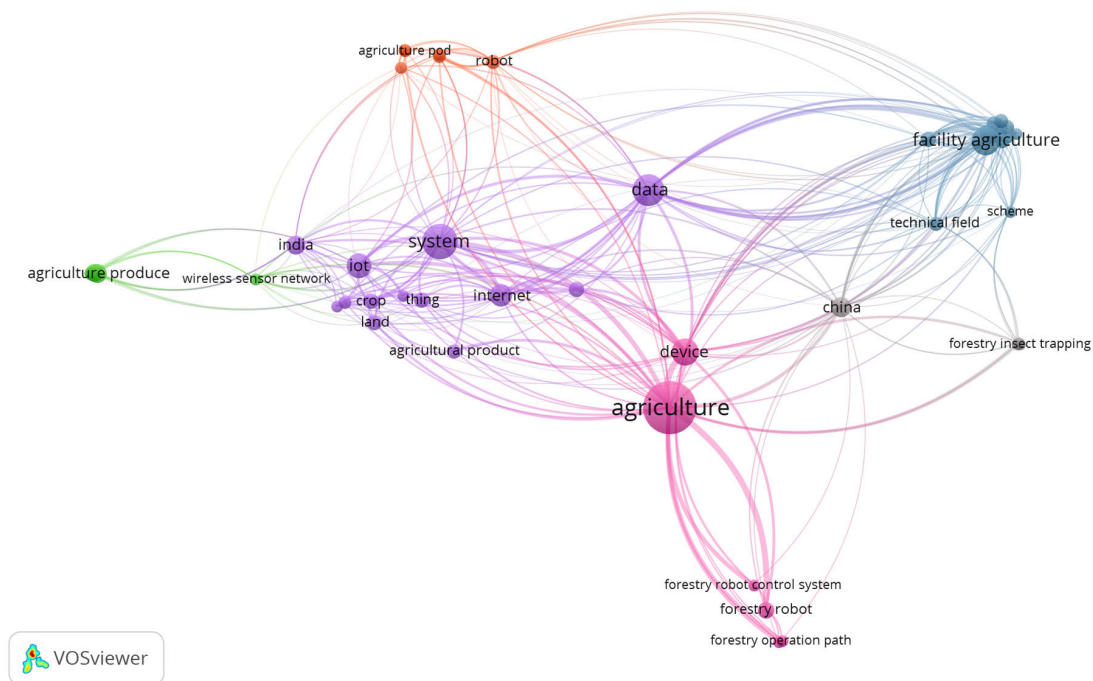 agriculture pod
robot
facility agriculture
data
scheme
technical field
system
india
iot
agriculture produce
wireless sensor network
internet
crop
thing
china
land
agricultural product
device
forestry insect trapping
agriculture
forestry robot control system
forestry robot
forestry operation path
VOSviewer